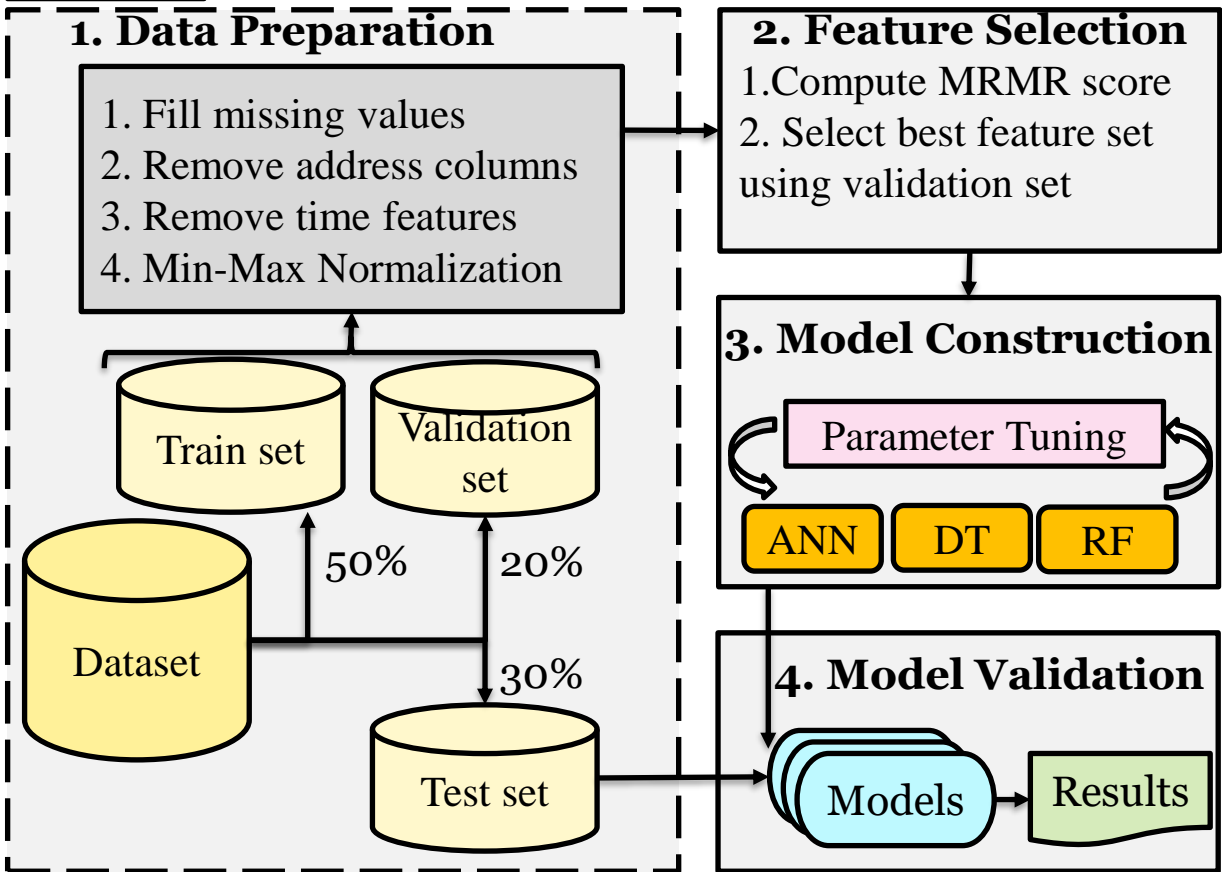 1. Data Preparation
1. Fill missing values
2. Remove address columns
3. Remove time features
4. Min-Max Normalization
Train set
Validation
set
50%
20%
Dataset
30%
Test set
2. Feature Selection
1.Compute MRMR score
2. Select best feature set
using validation set
3. Model Construction
Parameter Tuning
ANN
DT
RF
4. Model Validation
Models
Results